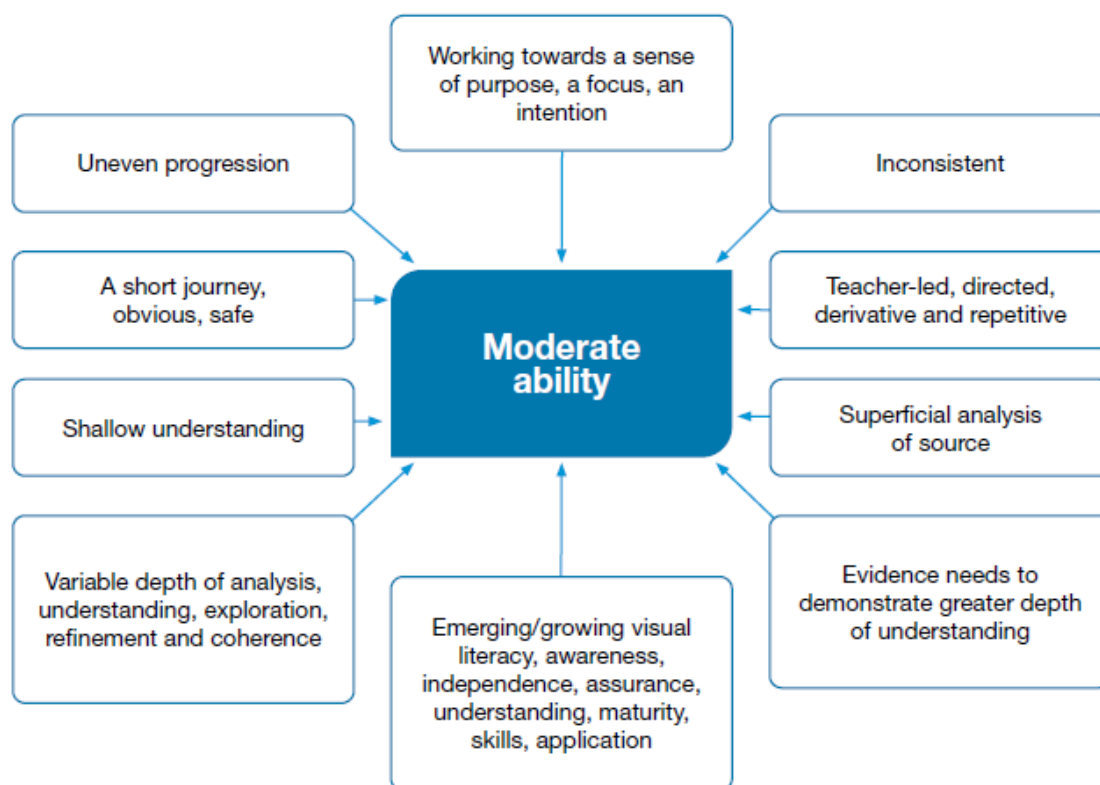 Working towards a sense
of purpose, a focus, an
intention
Uneven progression
Inconsistent
A short journey,
obvious, safe
Teacher-led, directed,
derivative and repetitive
Moderate
ability
Shallow understanding
Superficial analysis
of source
Variable depth of analysis,
understanding, exploration,
refinement and coherence
Emerging/growing visual
literacy, awareness,
independence, assurance,
understanding, maturity,
skills, application
Evidence needs to
demonstrate greater depth
of understanding